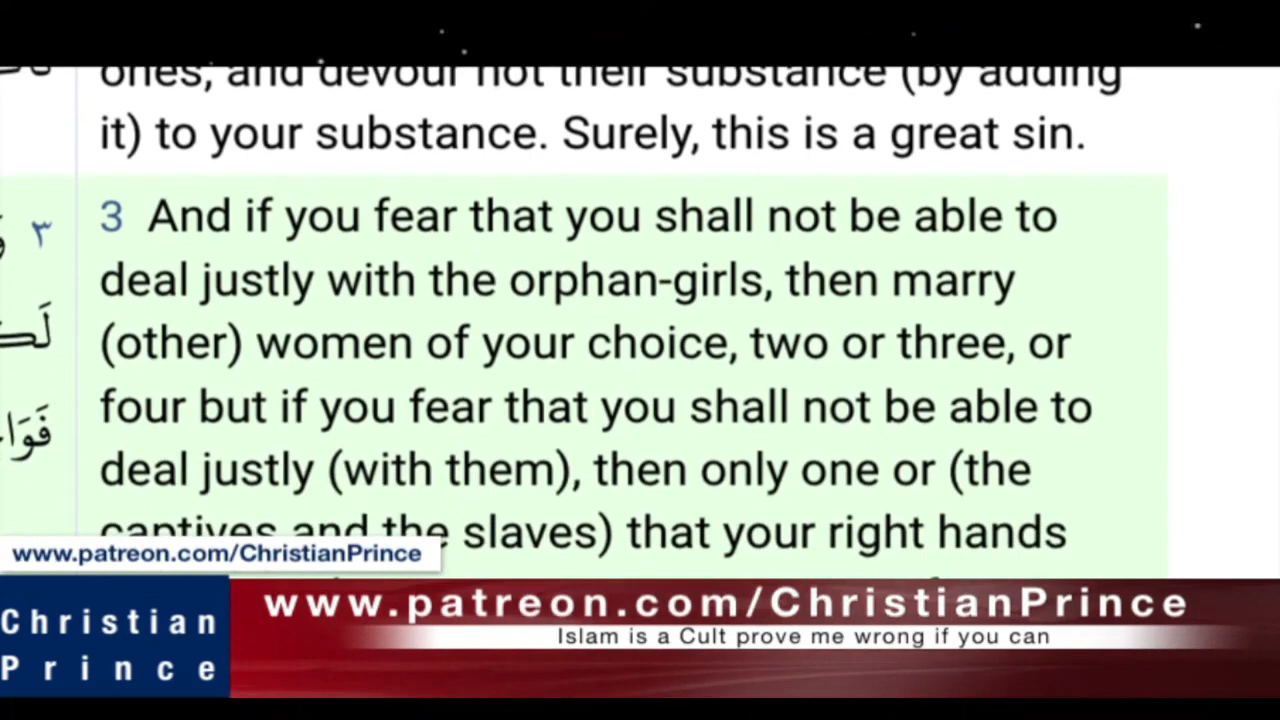 ones, and devour not their substance (by adding
it) to your substance. Surely, this is a great sin.
3 And if you fear that you shall not be able to
deal justly with the orphan-girls, then marry
(other) women of your choice, two or three, or
four but if you fear that you shall not be able to
deal justly (with them), then only one or (the
captives and the slaves) that your right hands
٣
www.patreon.com/ChristianPrince
www.patreon.com/ChristianPrince
Islam is a Cult prove me wrong if you can
Christian
Prince